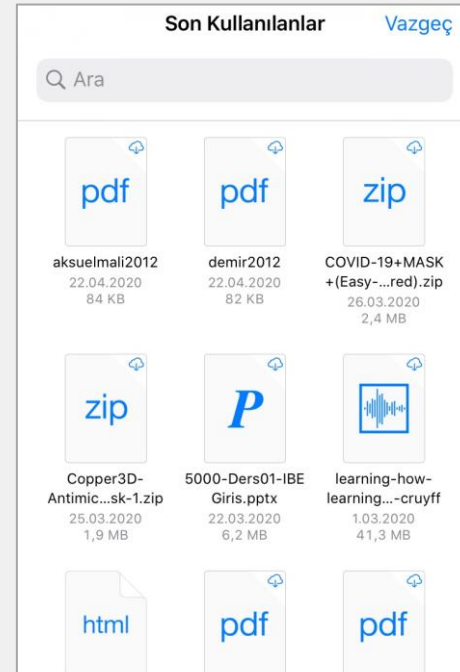 Son Kullanılanlar
Vazgeç
Ara
pdf
pdf
zip
aksuelmali2012
demir2012
COVID-19+MASK
+(Easy-...red).zip
22.04.2020
84 KB
22.04.2020
82 KB
26.03.2020
2,4 MB
zip
P
Copper3D-
Antimic...sk-1.zip
5000-Ders01-IBE
Giris.pptx
learning-how-
learning...-cruyff
25.03.2020
1,9 MB
22.03.2020
6,2 MB
1.03.2020
41,3 MB
html
pdf
pdf